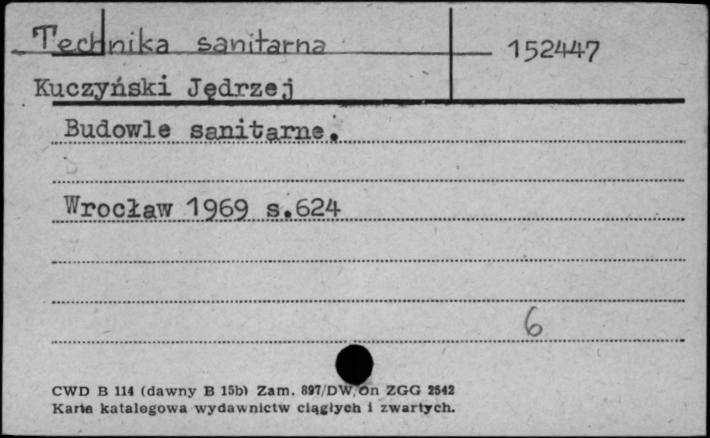 Technika sanitarna 152447
Kuczyński Jędrzej
Budowle sanitarne.
Wrocław 1969 s.624
6
CWD B 114 (dawny B 15b) Zam. 897/DW/On ZGG 2542
Karta katalogowa wydawnictw ciągłych i zwartych.